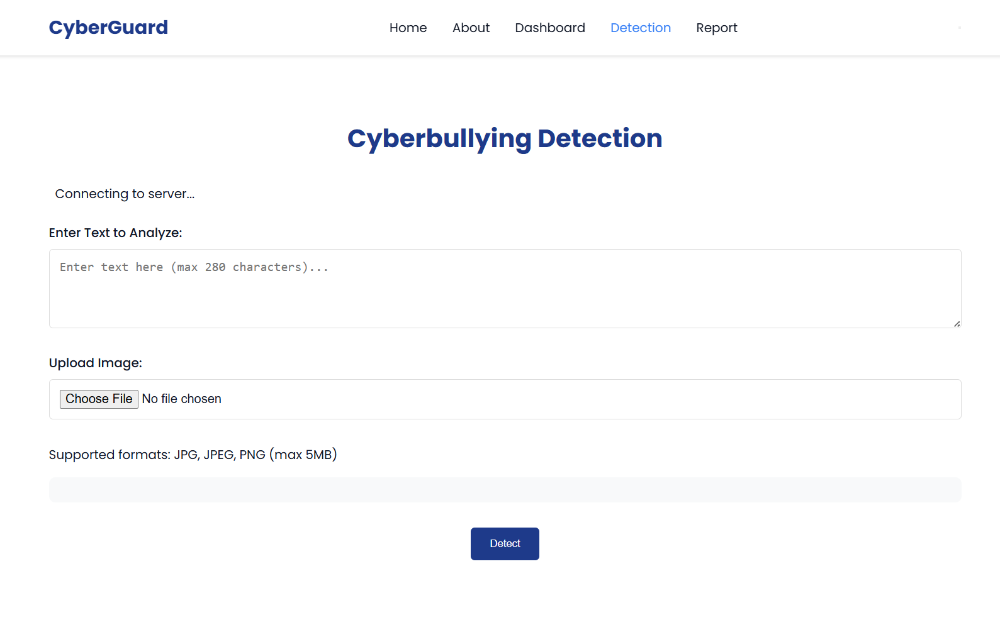 CyberGuard
Home About Dashboard Detection Report
Cyberbullying Detection
Connecting to server...
Enter Text to Analyze:
Enter text here (max 280 characters)...
Upload Image:
Choose File No file chosen
Supported formats: JPG, JPEG, PNG (max 5MB)
Detect